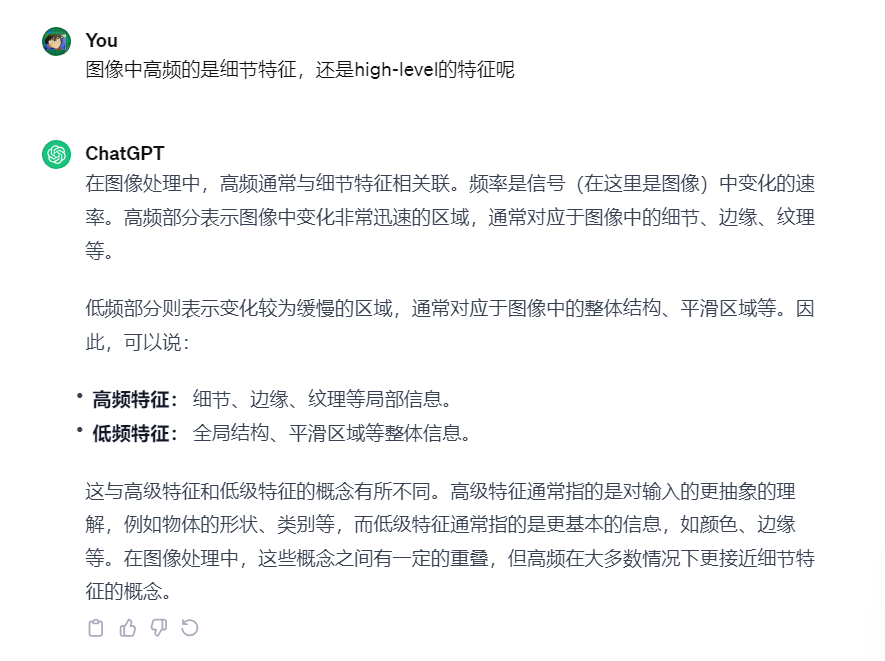 You
图像中高频的是细节特征，还是high-level的特征呢
ChatGPT
在图像处理中，高频通常与细节特征相关联。频率是信号（在这里是图像）中变化的速
率。高频部分表示图像中变化非常迅速的区域，通常对应于图像中的细节、边缘、纹理
等。
低频部分则表示变化较为缓慢的区域，通常对应于图像中的整体结构、平滑区域等。因
此，可以说：
• 高频特征： 细节、边缘、纹理等局部信息。
• 低频特征： 全局结构、平滑区域等整体信息。
这与高级特征和低级特征的概念有所不同。高级特征通常指的是对输入的更抽象的理
解，例如物体的形状、类别等，而低级特征通常指的是更基本的信息，如颜色、边缘
等。在图像处理中，这些概念之间有一定的重叠，但高频在大多数情况下更接近细节特
征的概念。